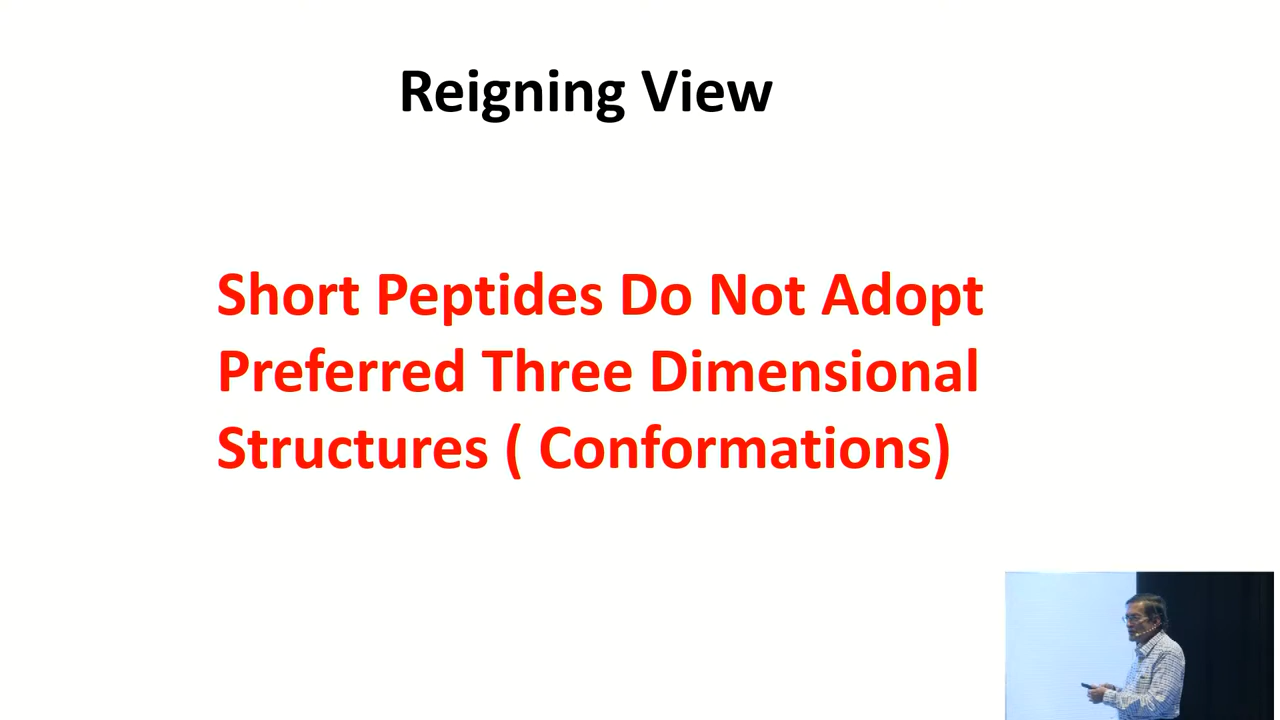 Reigning View
Short Peptides Do Not Adopt
Preferred Three Dimensional
Structures ( Conformations)